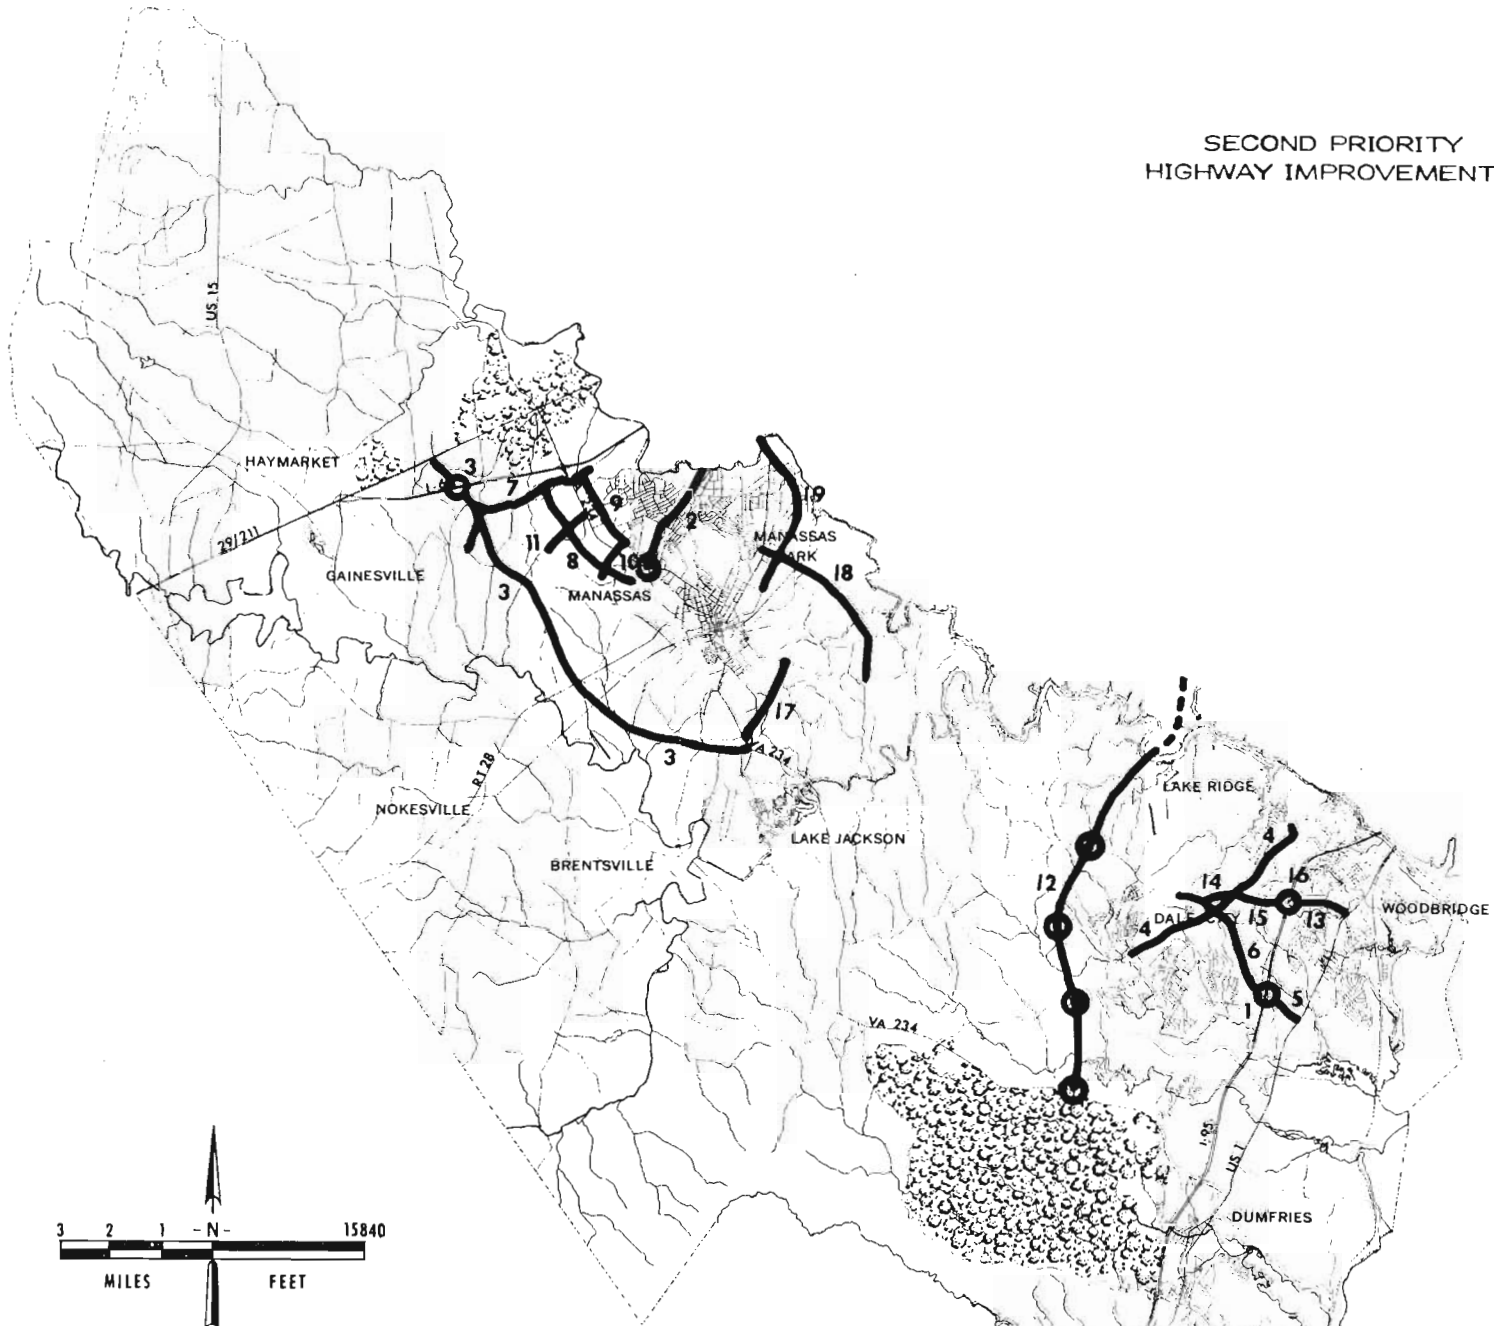 SECOND PRIORITY
HIGHWAY IMPROVEMENT
US 15
HAYMARKET
3
7
9
2
19
29/211
11
8
10
MANASSAS
18
GAINESVILLE
3
MANASSAS
17
3
VA 234
RT 28
NOKESVILLE
LAKE RIDGE
LAKE JACKSON
4
BRENTSVILLE
12
14
16
DALE CITY
15
13
WOODBRIDGE
4
6
1
5
VA 234
I-95
US 1
DUMFRIES
3 2 1 -N- 15840
MILES FEET